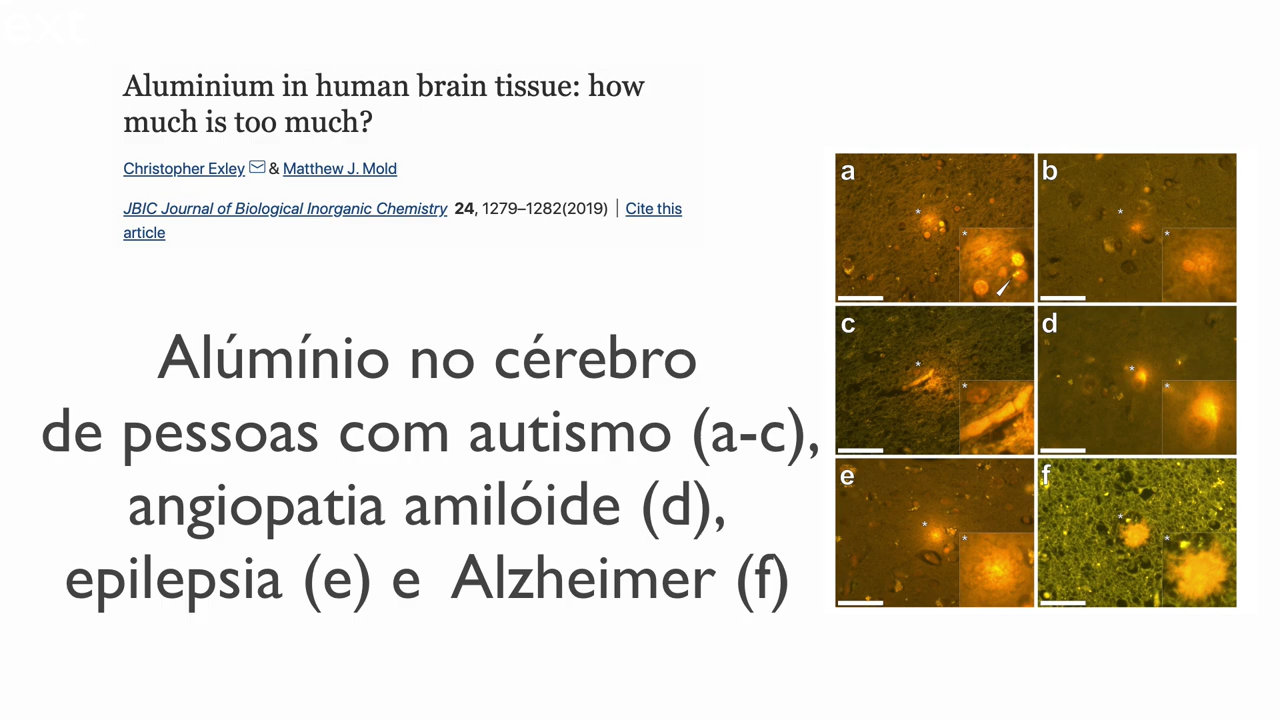 ext
Aluminium in human brain tissue: how
much is too much?
Christopher Exley & Matthew J. Mold
JBIC Journal of Biological Inorganic Chemistry 24, 1279–1282(2019) | Cite this
article
Alúmínio no cérebro
de pessoas com autismo (a-c),
angiopatia amilóide (d),
epilepsia (e) e Alzheimer (f)
a b
* *
* *
c d
* *
* *
e f
* *
* *